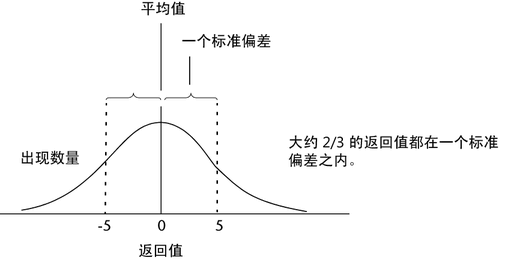 平均值
一个标准偏差
出现数量
大约 2/3 的返回值都在一个标准
偏差之内。
-5
0
5
返回值